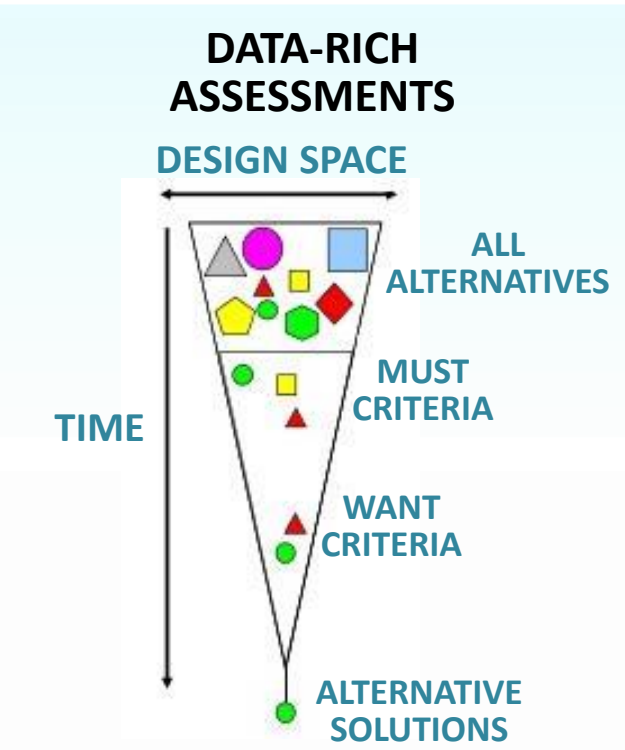 DATA-RICH
ASSESSMENTS
DESIGN SPACE
ALL
ALTERNATIVES
MUST
CRITERIA
TIME
WANT
CRITERIA
ALTERNATIVE
SOLUTIONS